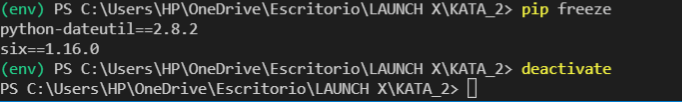 (env) PS C:\Users\HP\OneDrive\Escritorio\LAUNCH X\KATA_2> pip freeze
python-dateutil==2.8.2
six==1.16.0
(env) PS C:\Users\HP\OneDrive\Escritorio\LAUNCH X\KATA_2> deactivate
PS C:\Users\HP\OneDrive\Escritorio\LAUNCH X\KATA_2>